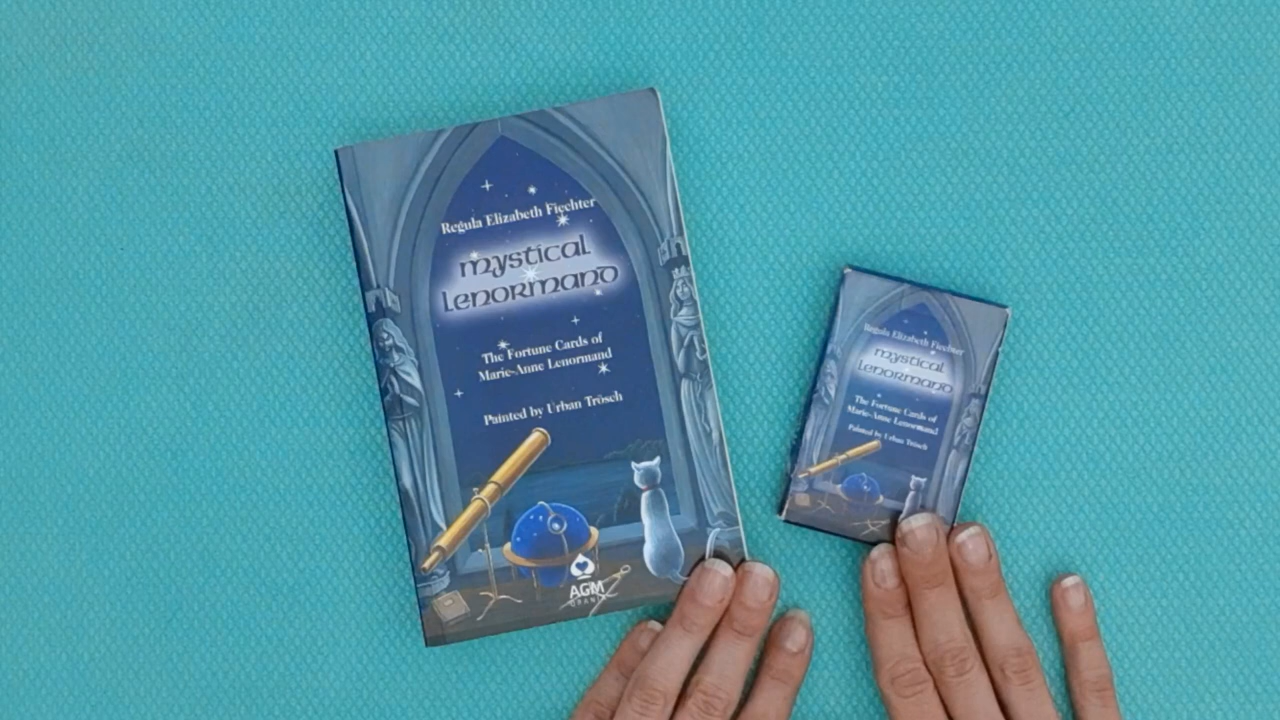 Regula Elizabeth Fiechter
mystical
lenormand
The Fortune Cards of
Marie-Anne Lenormand
Painted by Urban Trösch
AGM
URANIA
Regula Elizabeth Fiechter
mystical
lenormand
The Fortune Cards of
Marie-Anne Lenormand
Painted by Urban Trösch